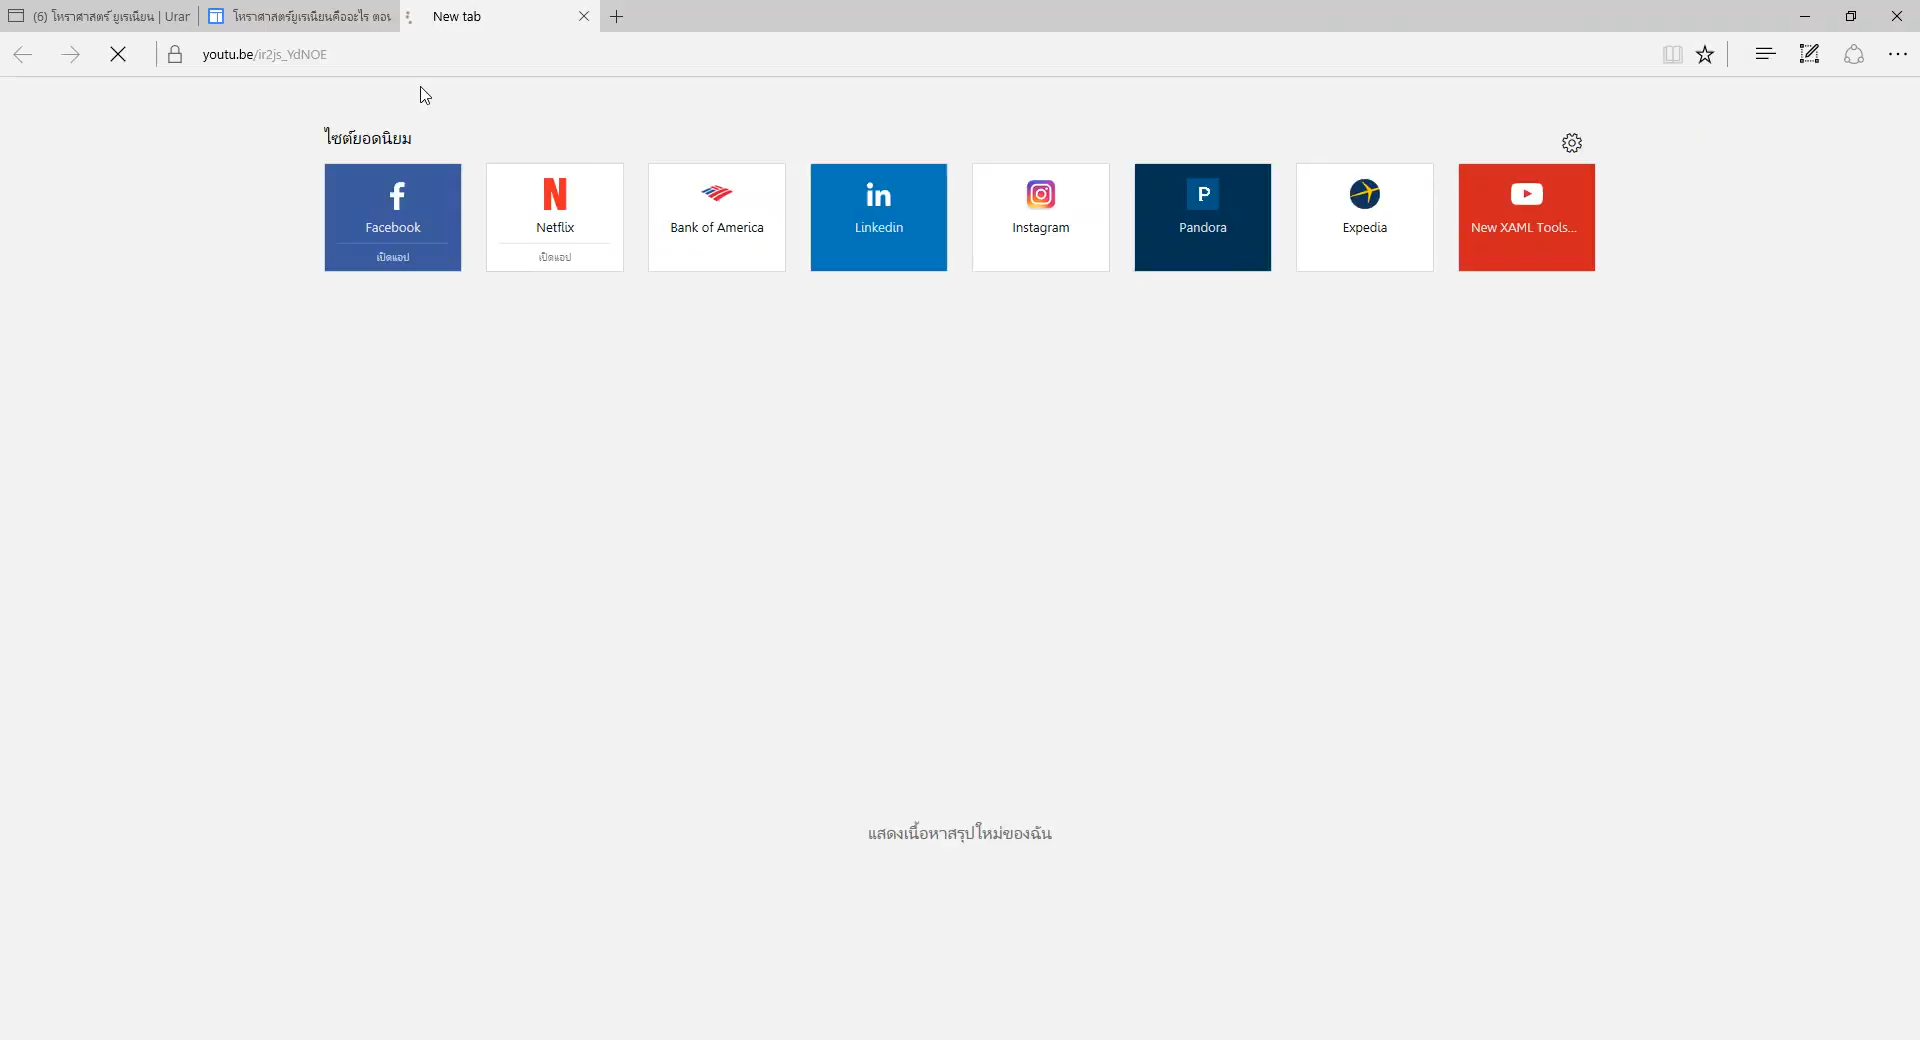 (6) โหราศาสตร์ ยูเรเนียน | Urar
โหราศาสตร์ยูเรเนียนคืออะไร ตอน
New tab
youtu.be/ir2js_YdNOE
ไซต์ยอดนิยม
Facebook
เปิดแอป
Netflix
เปิดแอป
Bank of America
Linkedin
Instagram
Pandora
Expedia
New XAML Tools...
แสดงเนื้อหาสรุปใหม่ของฉัน